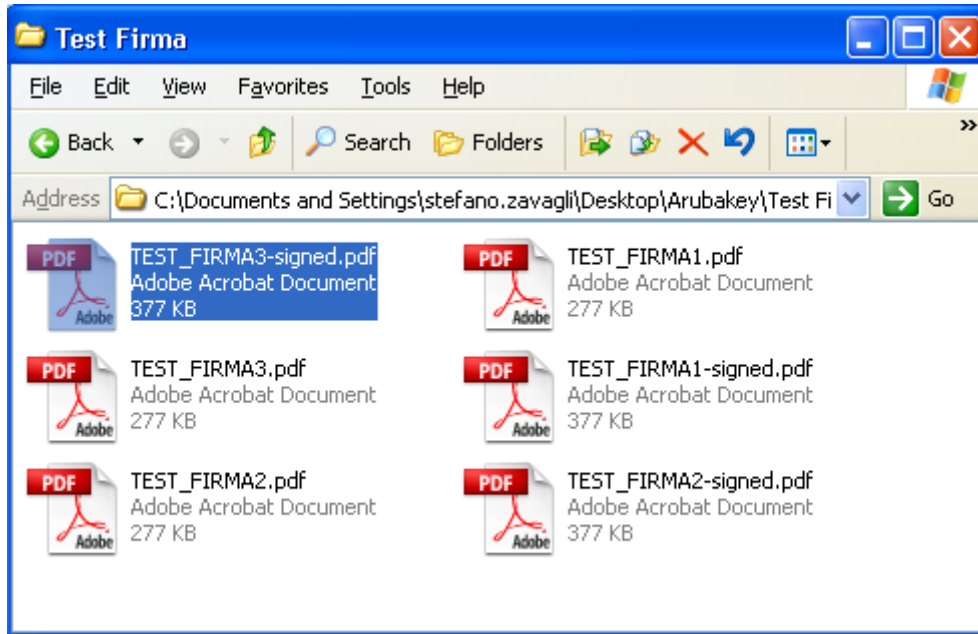 Test Firma
File Edit View Favorites Tools Help
Back Search Folders »
Address C:\Documents and Settings\stefano.zavagli\Desktop\Arubakey\Test Fi Go
PDF Adobe
TEST_FIRMA3-signed.pdf
Adobe Acrobat Document
377 KB
PDF Adobe
TEST_FIRMA1.pdf
Adobe Acrobat Document
277 KB
PDF Adobe
TEST_FIRMA3.pdf
Adobe Acrobat Document
277 KB
PDF Adobe
TEST_FIRMA1-signed.pdf
Adobe Acrobat Document
377 KB
PDF Adobe
TEST_FIRMA2.pdf
Adobe Acrobat Document
277 KB
PDF Adobe
TEST_FIRMA2-signed.pdf
Adobe Acrobat Document
377 KB